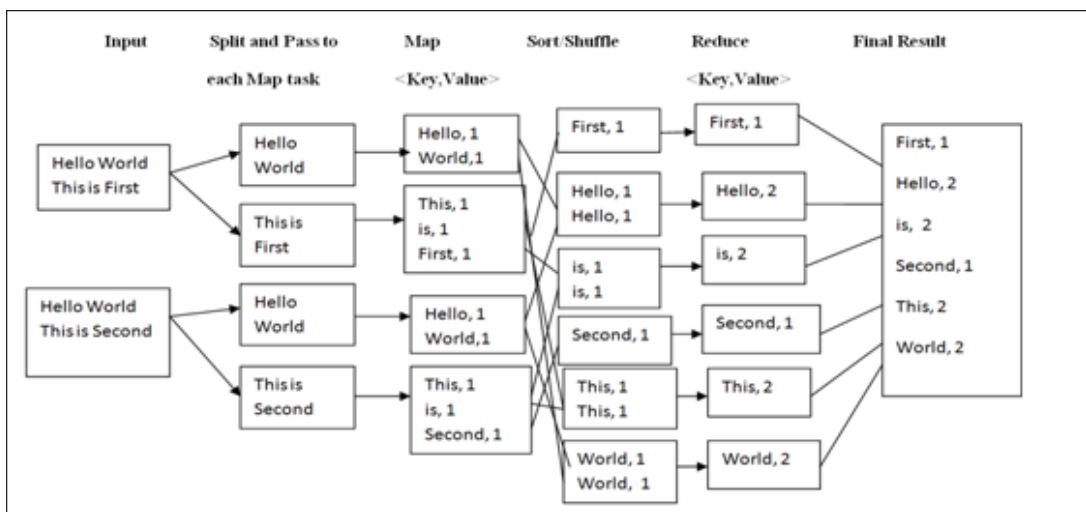 Input
Split and Pass to
each Map task
Map
<Key,Value>
Sort/Shuffle
Reduce
<Key,Value>
Final Result
Hello World
This is First
Hello World
This is Second
Hello
World
This is
First
Hello
World
This is
Second
Hello, 1
World,1
This, 1
is, 1
First, 1
Hello, 1
World,1
This, 1
is, 1
Second, 1
First, 1
Hello, 1
Hello, 1
is, 1
is, 1
Second, 1
This, 1
This, 1
World, 1
World, 1
First, 1
Hello, 2
is, 2
Second, 1
This, 2
World, 2
First, 1
Hello, 2
is, 2
Second, 1
This, 2
World, 2